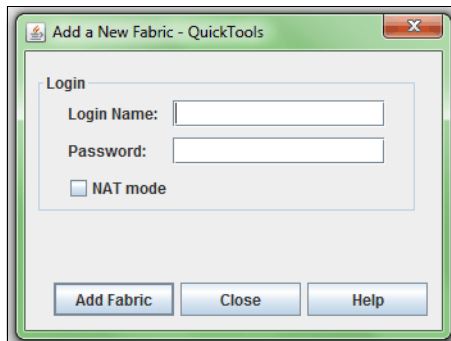 Add a New Fabric - QuickTools
Login
Login Name:
Password:
NAT mode
Add Fabric Close Help